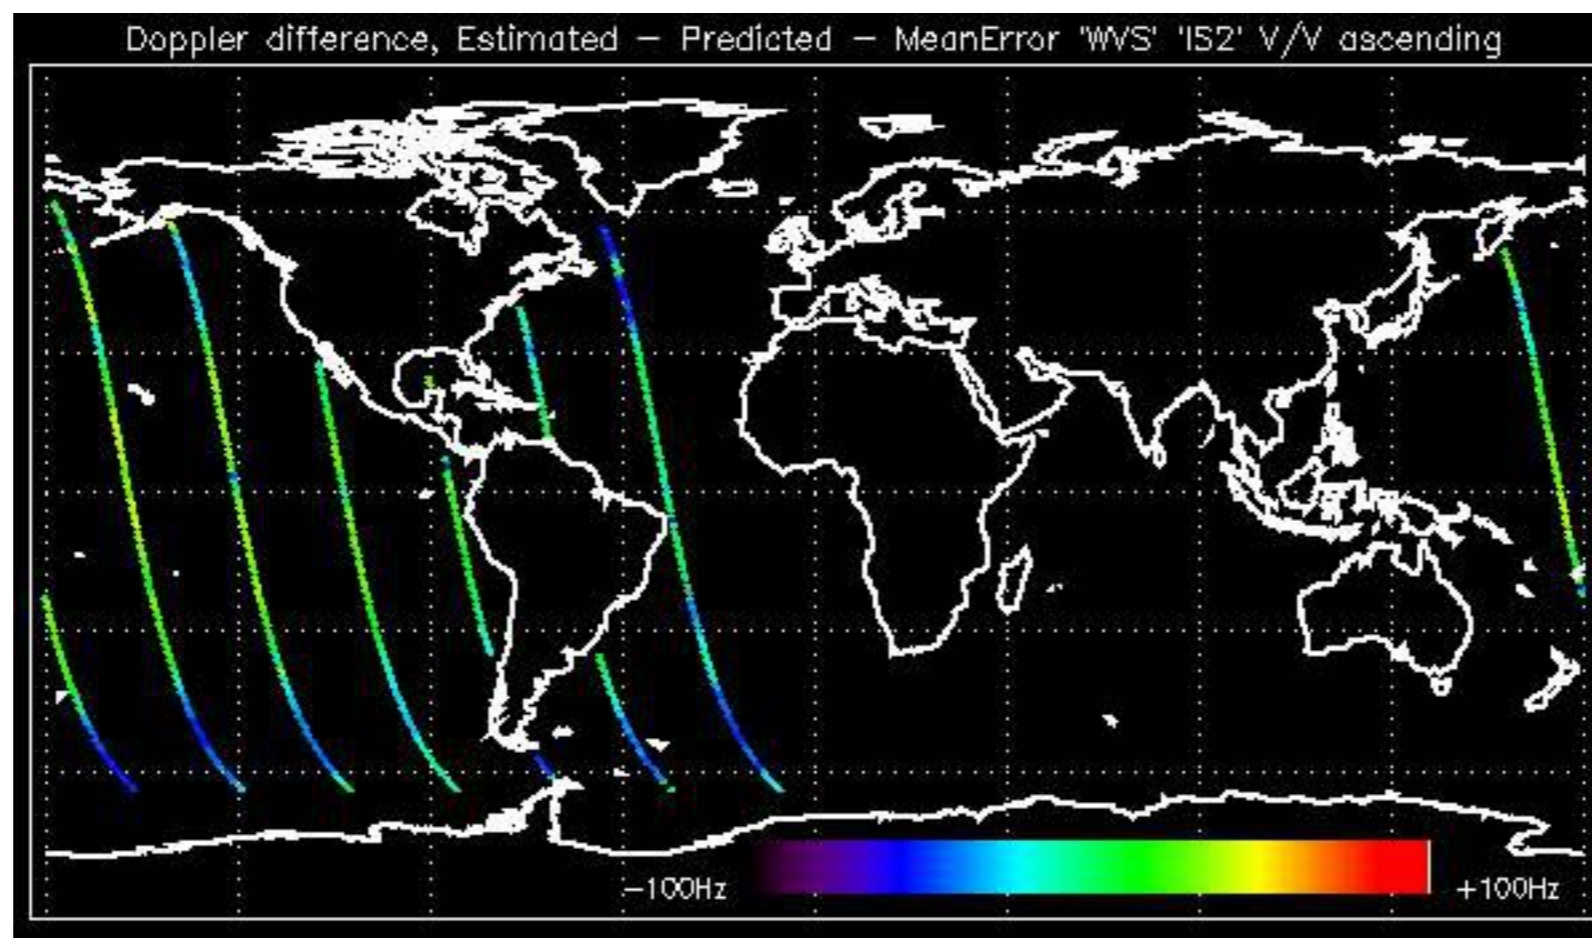 Doppler difference, Estimated – Predicted – MeanError 'WVS' 'IS2' V/V ascending
–100Hz +100Hz